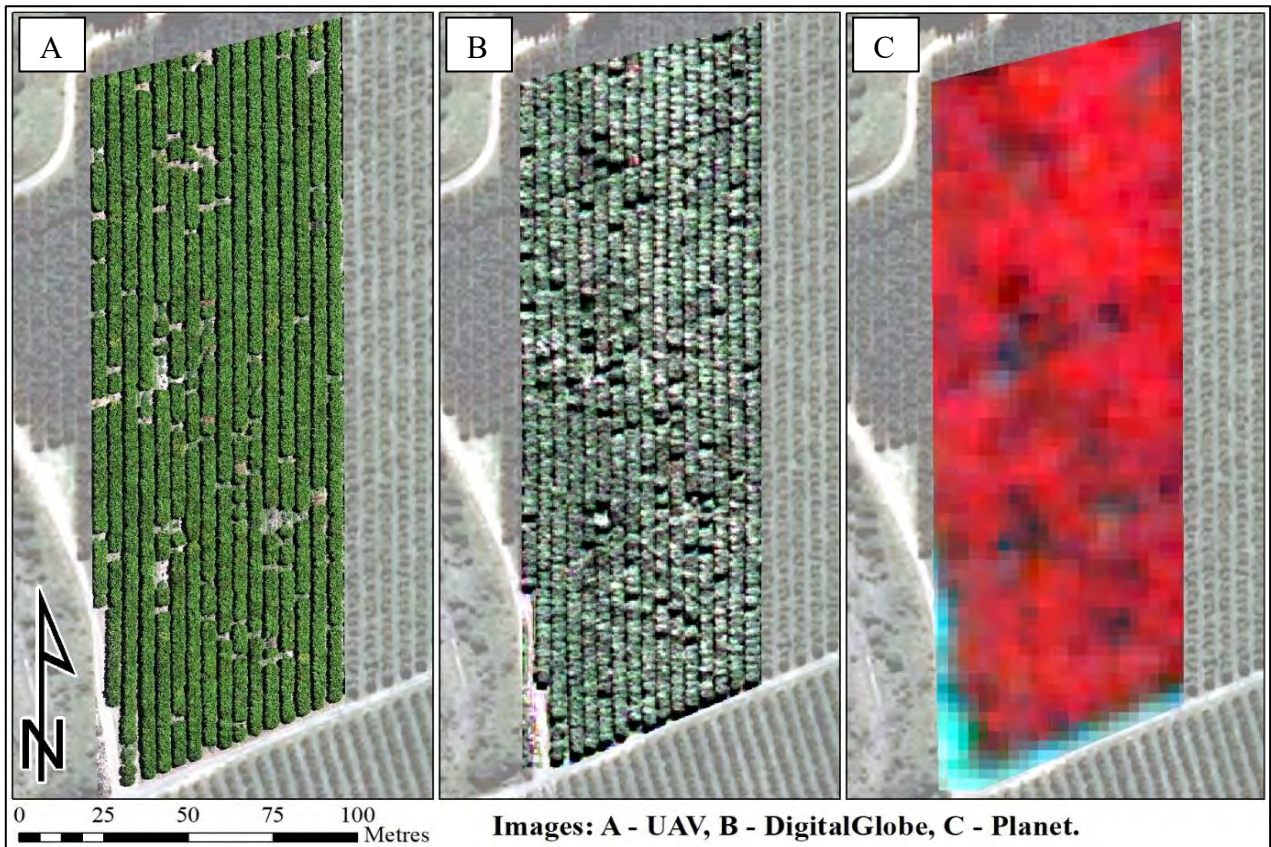 A
B
C
N
0 25 50 75 100
Metres
Images: A - UAV, B - DigitalGlobe, C - Planet.